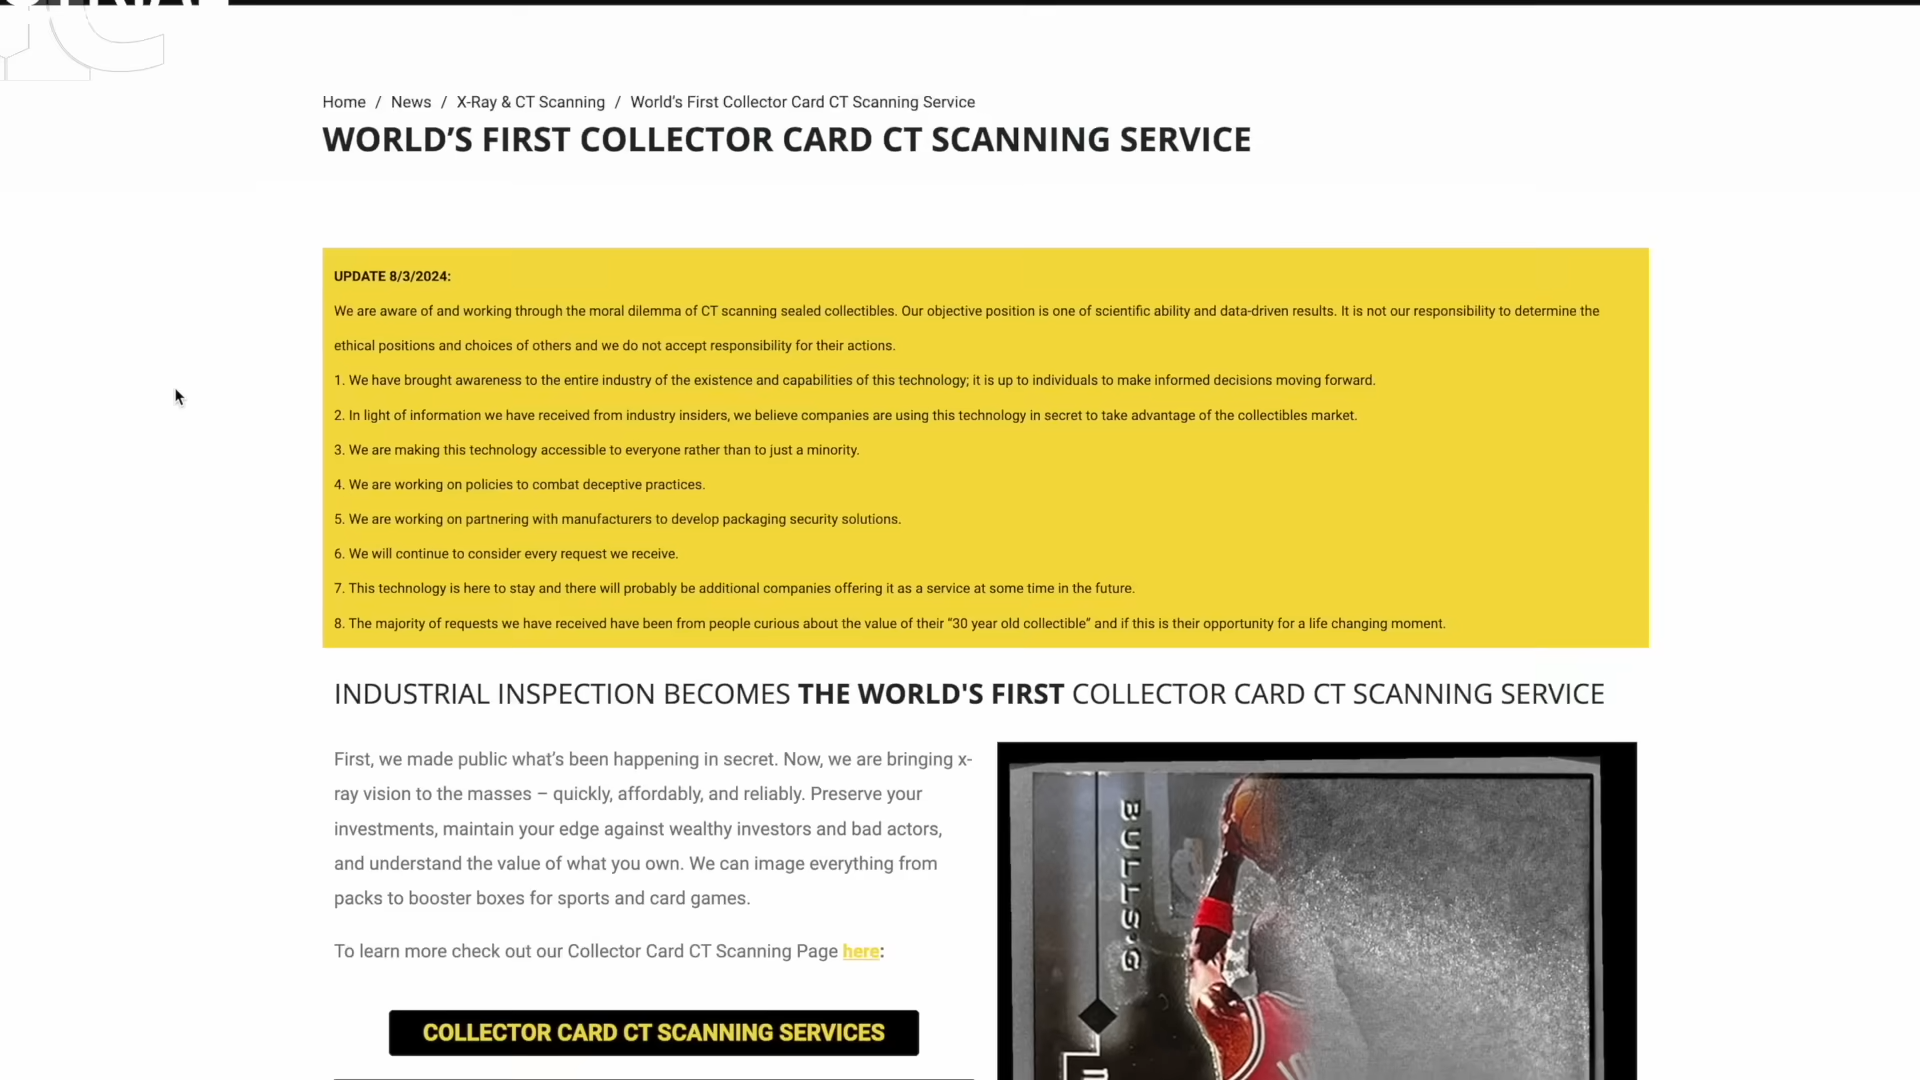 Home / News / X-Ray & CT Scanning / World's First Collector Card CT Scanning Service
WORLD'S FIRST COLLECTOR CARD CT SCANNING SERVICE
UPDATE 8/3/2024:
We are aware of and working through the moral dilemma of CT scanning sealed collectibles. Our objective position is one of scientific ability and data-driven results. It is not our responsibility to determine the
ethical positions and choices of others and we do not accept responsibility for their actions.
1. We have brought awareness to the entire industry of the existence and capabilities of this technology; it is up to individuals to make informed decisions moving forward.
2. In light of information we have received from industry insiders, we believe companies are using this technology in secret to take advantage of the collectibles market.
3. We are making this technology accessible to everyone rather than to just a minority.
4. We are working on policies to combat deceptive practices.
5. We are working on partnering with manufacturers to develop packaging security solutions.
6. We will continue to consider every request we receive.
7. This technology is here to stay and there will probably be additional companies offering it as a service at some time in the future.
8. The majority of requests we have received have been from people curious about the value of their “30 year old collectible” and if this is their opportunity for a life changing moment.
INDUSTRIAL INSPECTION BECOMES THE WORLD'S FIRST COLLECTOR CARD CT SCANNING SERVICE
First, we made public what’s been happening in secret. Now, we are bringing x-
ray vision to the masses – quickly, affordably, and reliably. Preserve your
investments, maintain your edge against wealthy investors and bad actors,
and understand the value of what you own. We can image everything from
packs to booster boxes for sports and card games.
To learn more check out our Collector Card CT Scanning Page here:
COLLECTOR CARD CT SCANNING SERVICES
BULLS•G